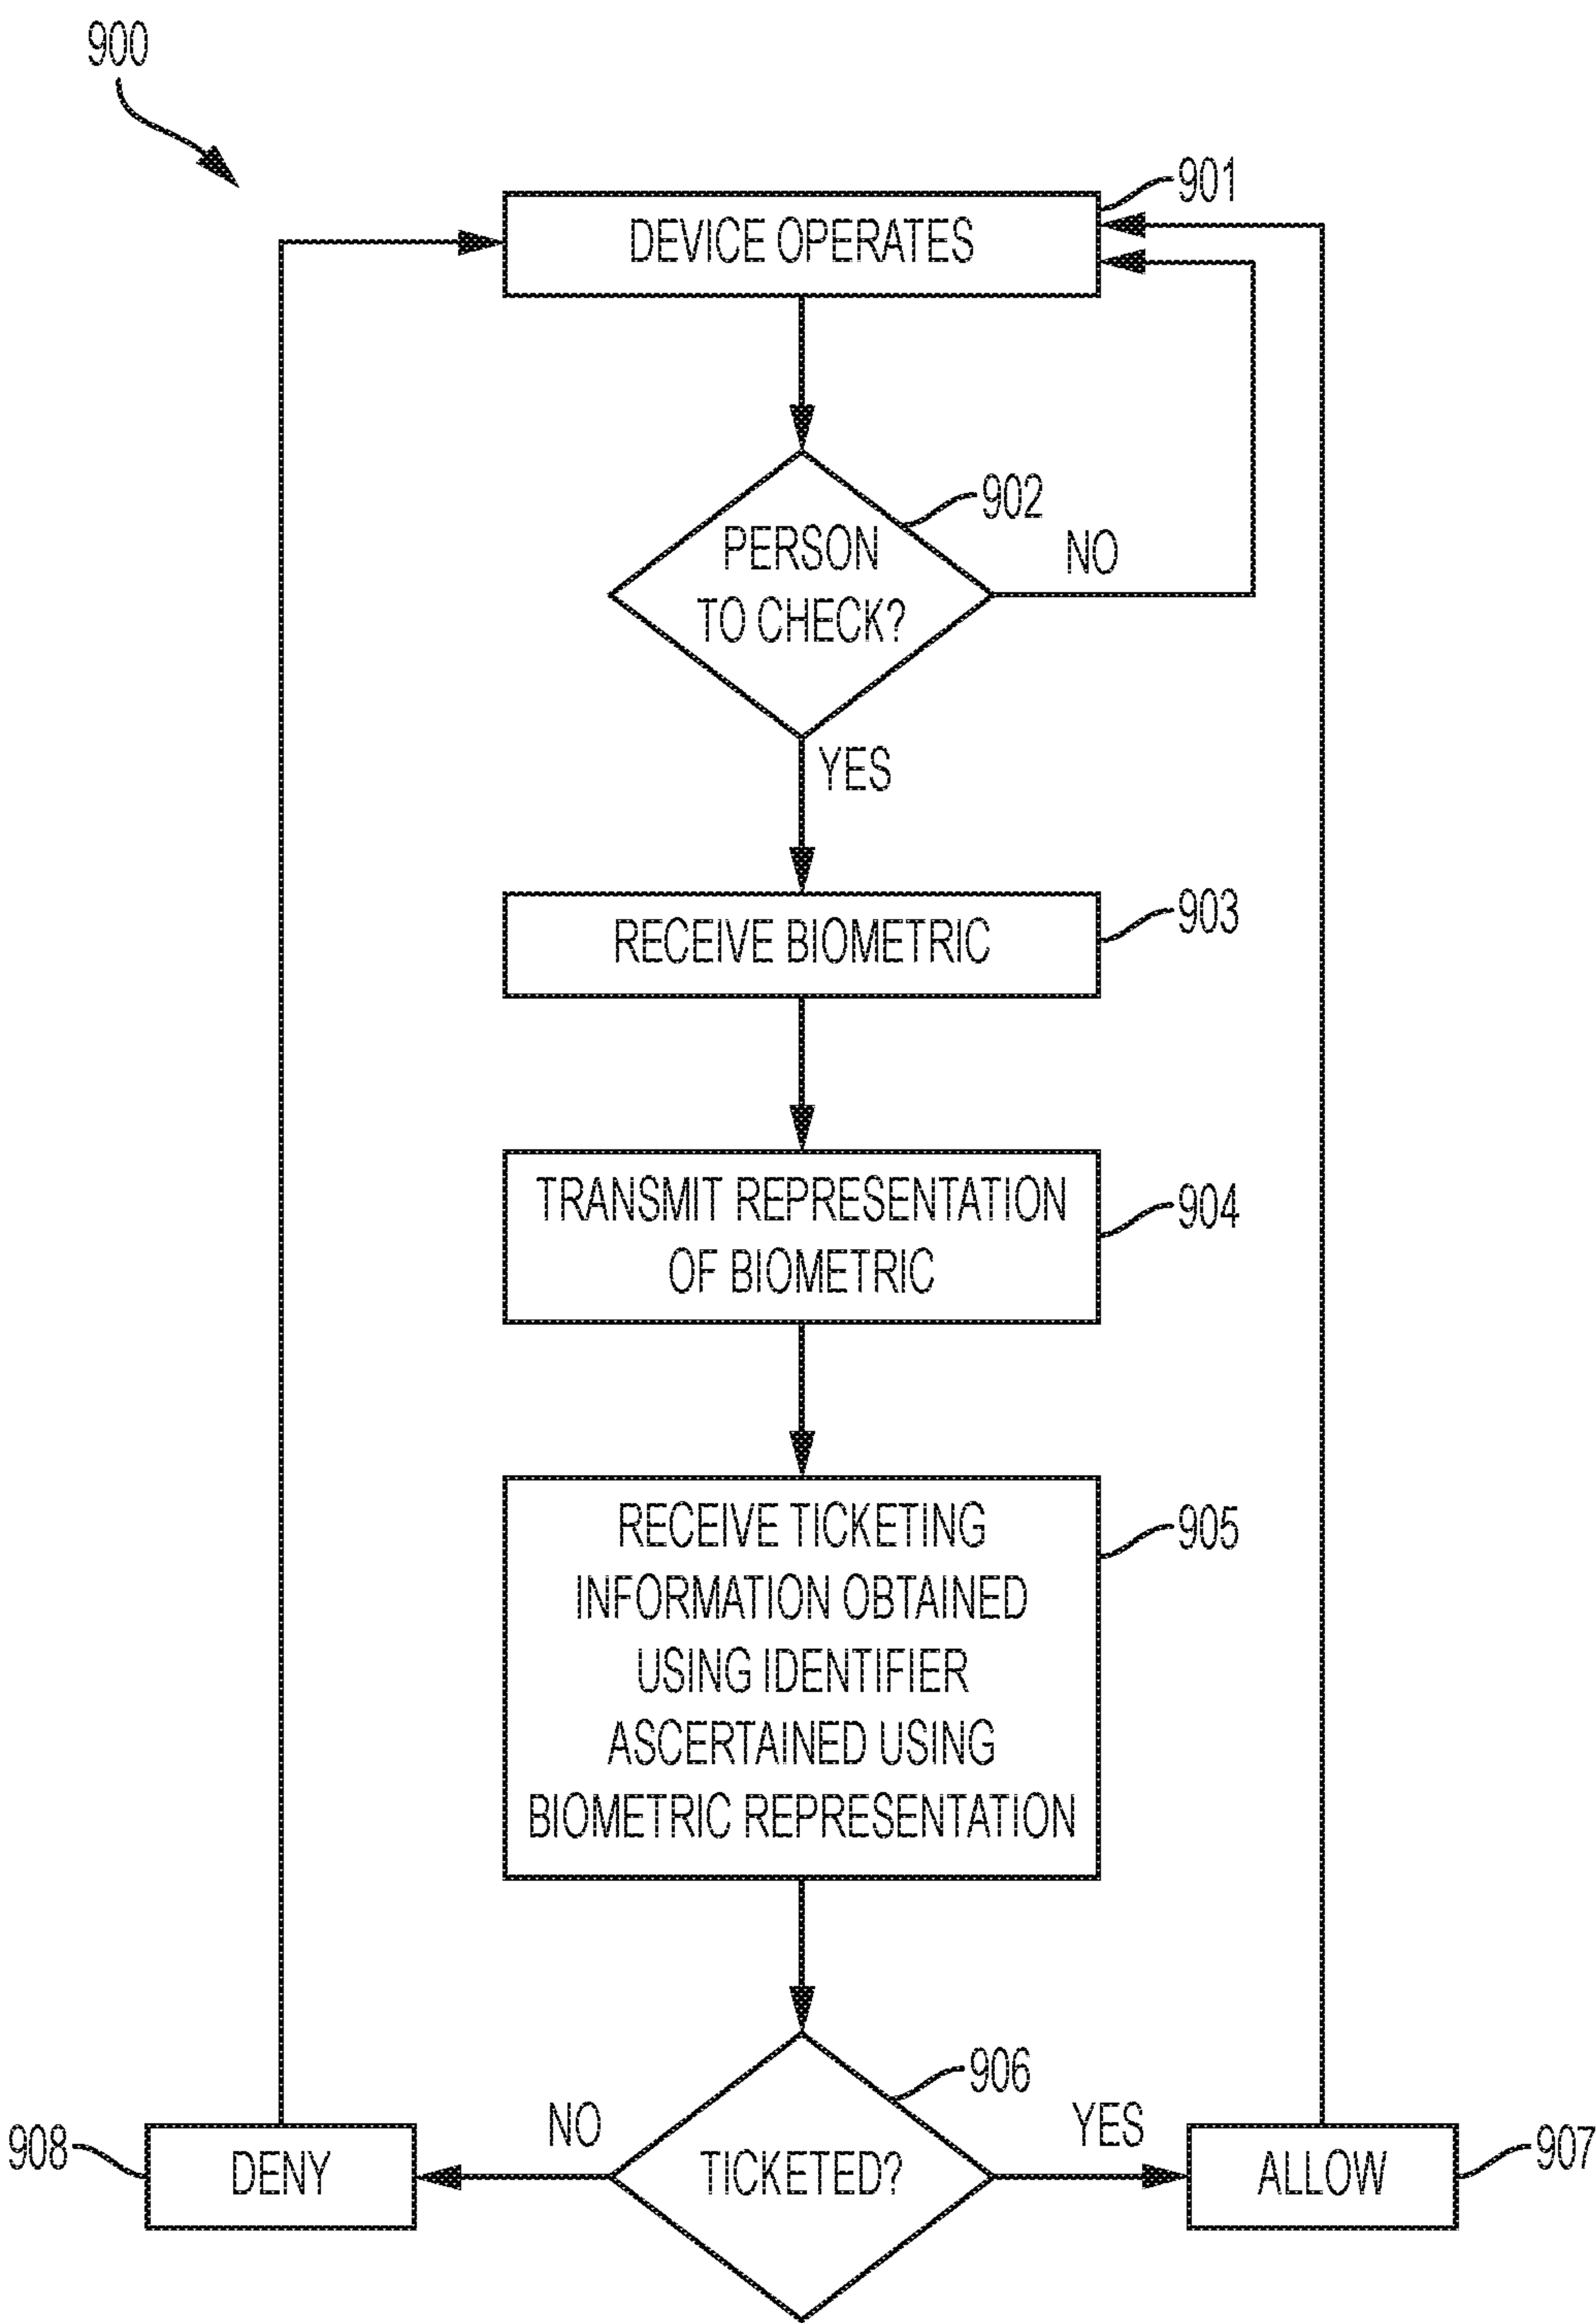 900
901
DEVICE OPERATES
902
PERSON
TO CHECK?
NO
YES
903
RECEIVE BIOMETRIC
904
TRANSMIT REPRESENTATION
OF BIOMETRIC
905
RECEIVE TICKETING
INFORMATION OBTAINED
USING IDENTIFIER
ASCERTAINED USING
BIOMETRIC REPRESENTATION
906
NO
YES
908
DENY
TICKETED?
ALLOW
907